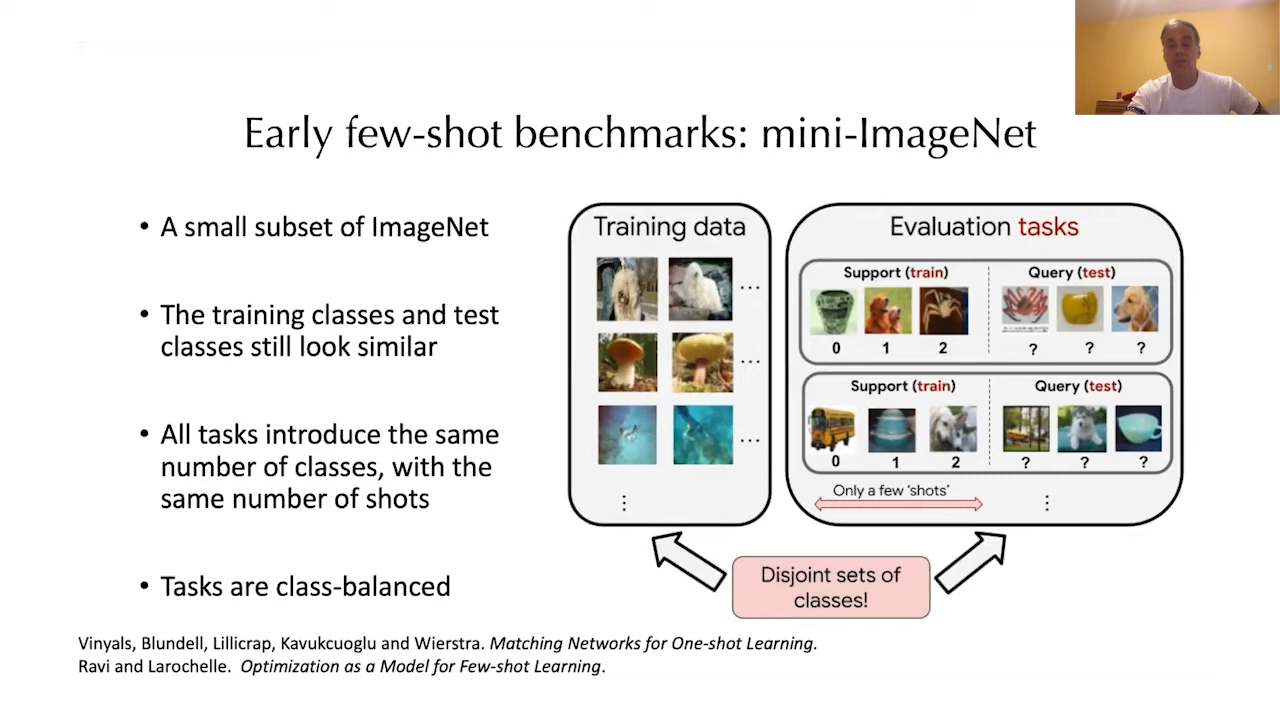 Early few-shot benchmarks: mini-ImageNet
• A small subset of ImageNet
• The training classes and test
classes still look similar
• All tasks introduce the same
number of classes, with the
same number of shots
• Tasks are class-balanced
Training data
...
...
...
⋮
Evaluation tasks
Support (train)
Query (test)
0 1 2 ? ? ?
Support (train)
Query (test)
0 1 2 ? ? ?
Only a few ‘shots’
⋮
Disjoint sets of
classes!
Vinyals, Blundell, Lillicrap, Kavukcuoglu and Wierstra. Matching Networks for One-shot Learning.
Ravi and Larochelle. Optimization as a Model for Few-shot Learning.